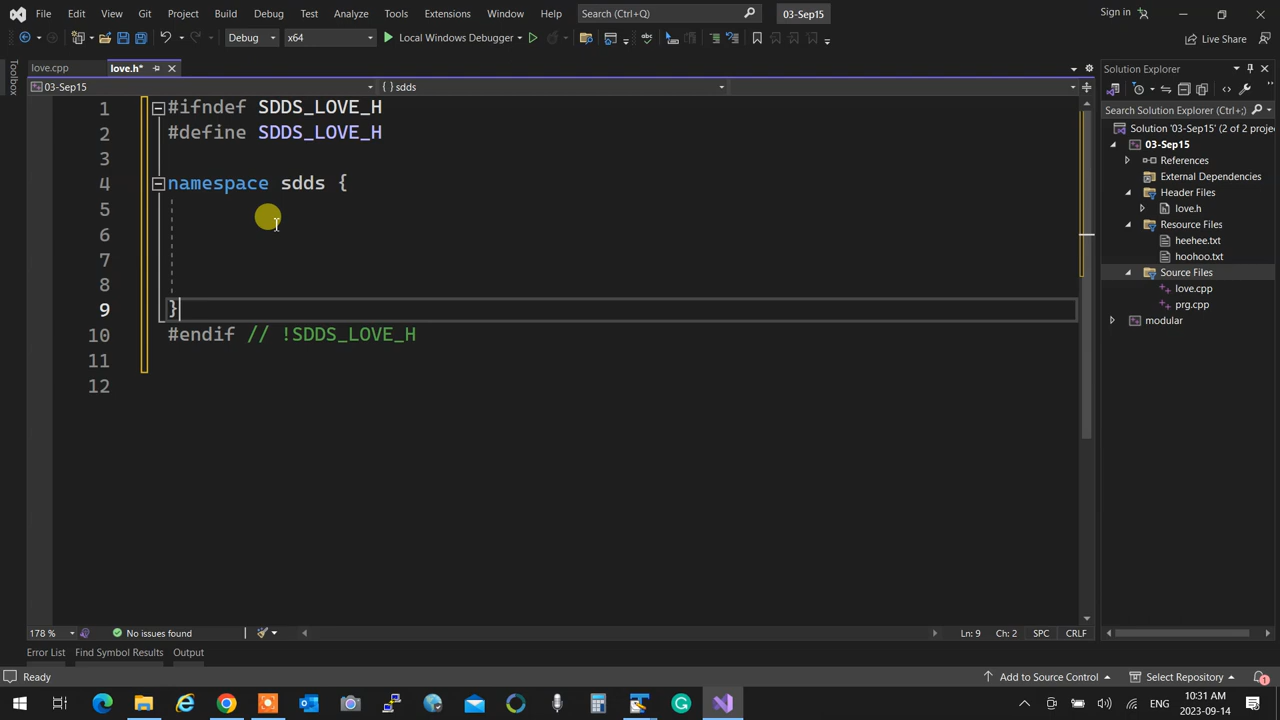 File Edit View Git Project Build Debug Test Analyze Tools Extensions Window Help Search (Ctrl+Q) 03-Sep15 Sign in
Debug x64 Local Windows Debugger Live Share
Toolbox
love.cpp love.h*
03-Sep15 {} sdds
1 #ifndef SDDS_LOVE_H
2 #define SDDS_LOVE_H
3
4 namespace sdds {
5
6
7
8
9 }
10 #endif // !SDDS_LOVE_H
11
12
178 % No issues found Ln: 9 Ch: 2 SPC CRLF
Error List Find Symbol Results Output
Ready Add to Source Control Select Repository 1
Solution Explorer
Search Solution Explorer (Ctrl+;)
Solution '03-Sep15' (2 of 2 projec
03-Sep15
References
External Dependencies
Header Files
love.h
Resource Files
heehee.txt
hoohoo.txt
Source Files
love.cpp
prg.cpp
modular
10:31 AM
2023-09-14